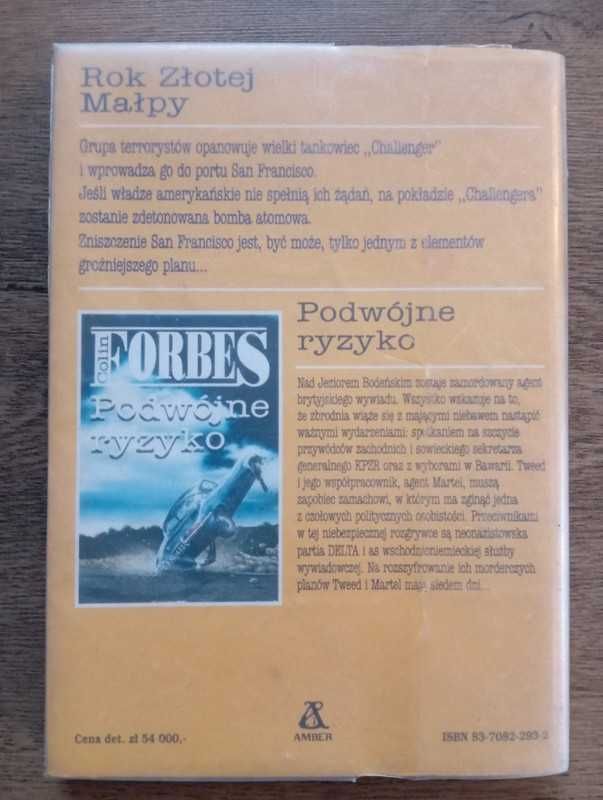 Rok Złotej
Małpy
Grupa terrorystów opanowuje wielki tankowiec „Challenger”
i wprowadza go do portu San Francisco.
Jeśli władze amerykańskie nie spełnią ich żądań, na pokładzie „Challengera”
zostanie zdetonowana bomba atomowa.
Zniszczenie San Francisco jest, być może, tylko jednym z elementów
groźniejszego planu...
Colin
FORBES
Podwójne
ryzyko
Podwójne
ryzyko
Nad Jeziorem Bodeńskim zostaje zamordowany agent
brytyjskiego wywiadu. Wszystko wskazuje na to,
że zbrodnia wiąże się z mającymi niebawem nastąpić
ważnymi wydarzeniami: spotkaniem na szczycie
przywódców zachodnich i sowieckiego sekretarza
generalnego KPZR oraz z wyborami w Bawarii. Tweed
i jego współpracownik, agent Martel, muszą
zapobiec zamachowi, w którym ma zginąć jedna
z czołowych politycznych osobistości. Przeciwnikami
w tej niebezpiecznej rozgrywce są neonazistowska
partia DELTA i as wschodnioniemieckiej służby
wywiadowczej. Na rozszyfrowanie ich morderczych
planów Tweed i Martel mają siedem dni...
Cena det. zł 54 000,-
AMBER
ISBN 83-7082-293-2